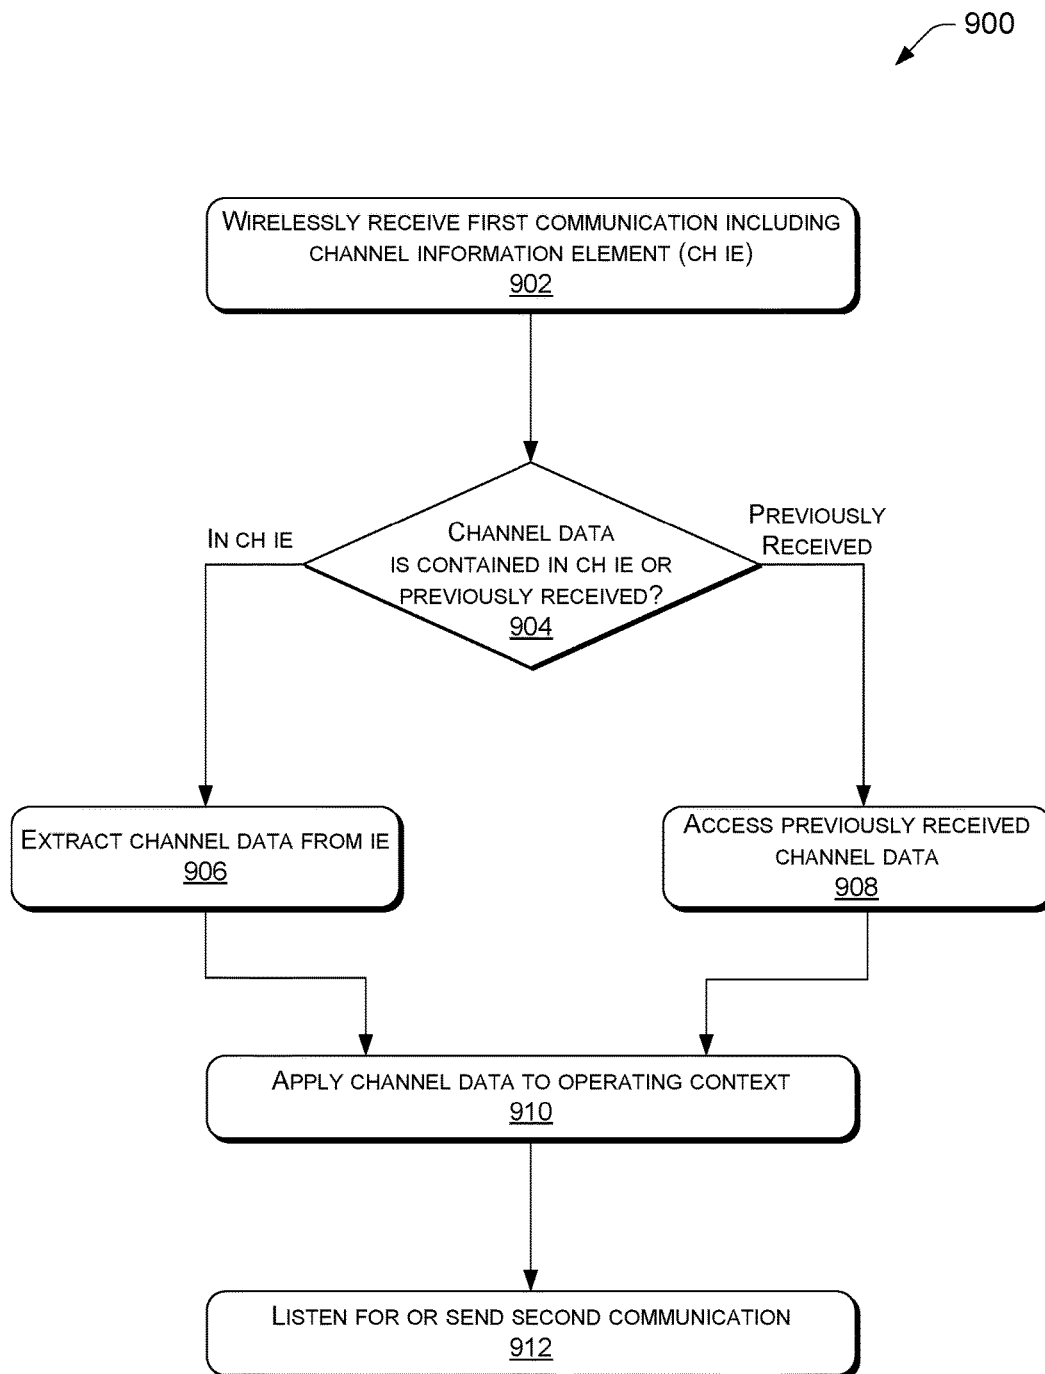 900
WIRELESSLY RECEIVE FIRST COMMUNICATION INCLUDING
CHANNEL INFORMATION ELEMENT (CH IE)
902
IN CH IE
PREVIOUSLY
RECEIVED
CHANNEL DATA
IS CONTAINED IN CH IE OR
PREVIOUSLY RECEIVED?
904
EXTRACT CHANNEL DATA FROM IE
906
ACCESS PREVIOUSLY RECEIVED
CHANNEL DATA
908
APPLY CHANNEL DATA TO OPERATING CONTEXT
910
LISTEN FOR OR SEND SECOND COMMUNICATION
912